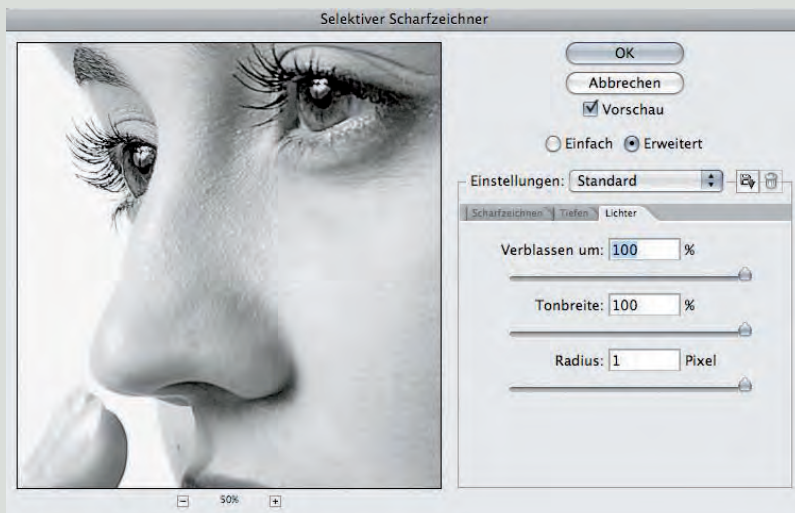 Selektiver Scharfzeichner
OK
Abbrechen
Vorschau
Einfach Erweitert
Einstellungen: Standard
Scharfzeichnen Tiefen Lichter
Verblassen um: 100 %
Tonbreite: 100 %
Radius: 1 Pixel
50%